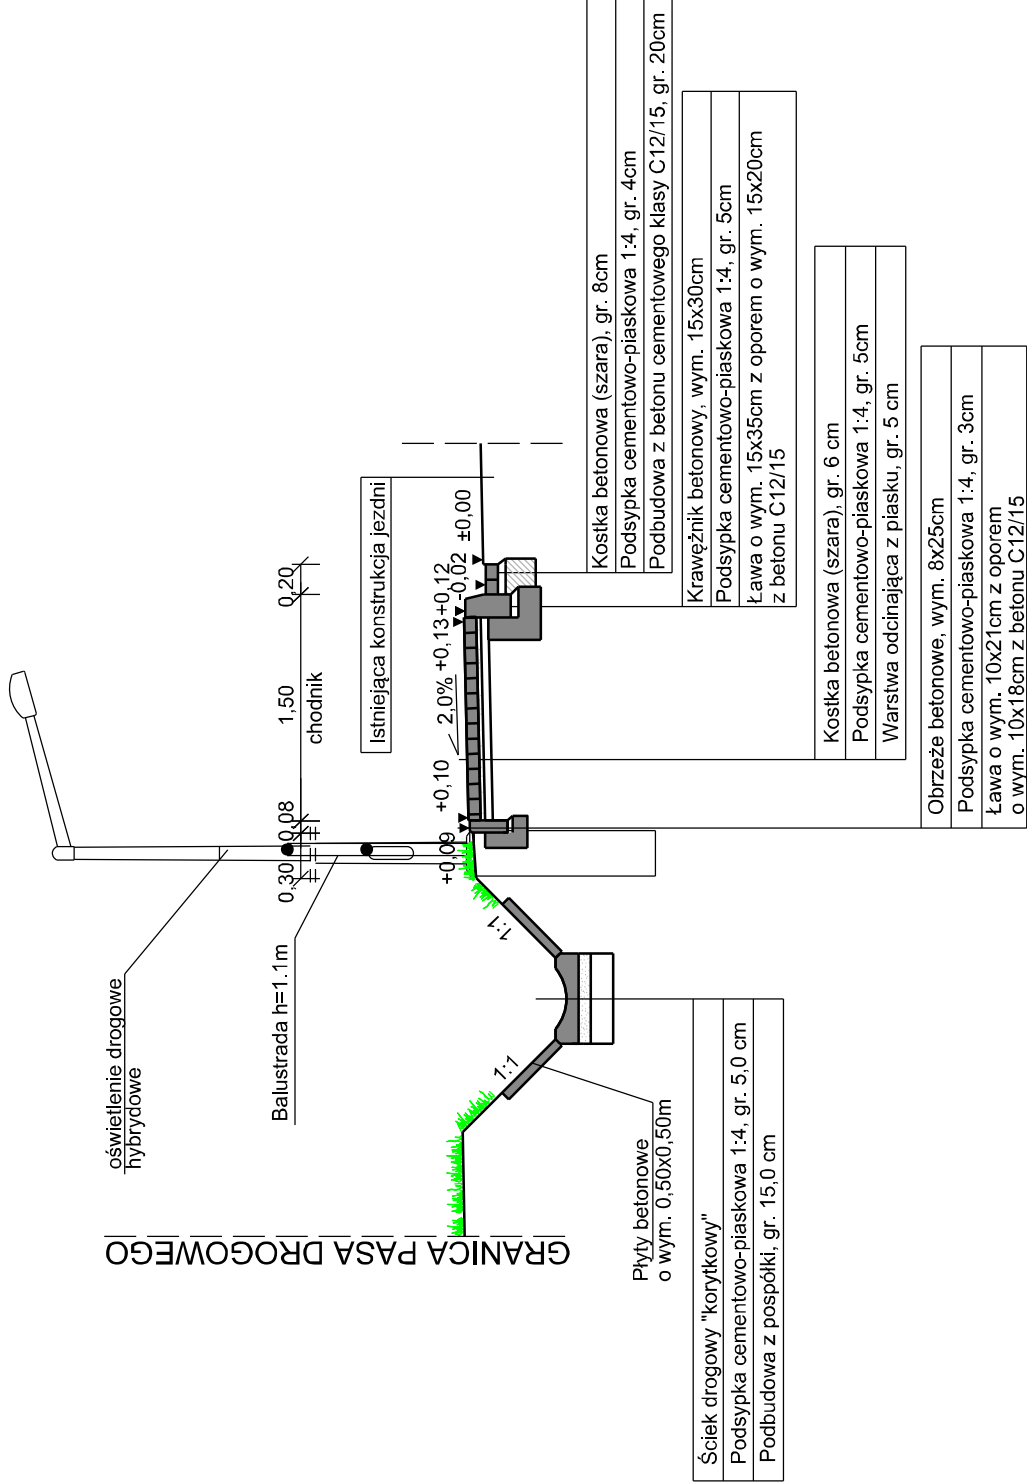 oświetlenie drogowe
hybrydowe
Balustrada h=1.1m
0,30
0,08
1,50
chodnik
0,20
Istniejąca konstrukcja jezdni
+0,09
+0,10
2,0%
+0,13
+0,12
-0,02
±0,00
1:1
1:1
GRANICA PASA DROGOWEGO
Płyty betonowe
o wym. 0,50x0,50m
Ściek drogowy "korytkowy"
Podsypka cementowo-piaskowa 1:4, gr. 5,0 cm
Podbudowa z pospółki, gr. 15,0 cm
Kostka betonowa (szara), gr. 8cm
Podsypka cementowo-piaskowa 1:4, gr. 4cm
Podbudowa z betonu cementowego klasy C12/15, gr. 20cm
Krawężnik betonowy, wym. 15x30cm
Podsypka cementowo-piaskowa 1:4, gr. 5cm
Ława o wym. 15x35cm z oporem o wym. 15x20cm
z betonu C12/15
Kostka betonowa (szara), gr. 6 cm
Podsypka cementowo-piaskowa 1:4, gr. 5cm
Warstwa odcinająca z piasku, gr. 5 cm
Obrzeże betonowe, wym. 8x25cm
Podsypka cementowo-piaskowa 1:4, gr. 3cm
Ława o wym. 10x21cm z oporem
o wym. 10x18cm z betonu C12/15